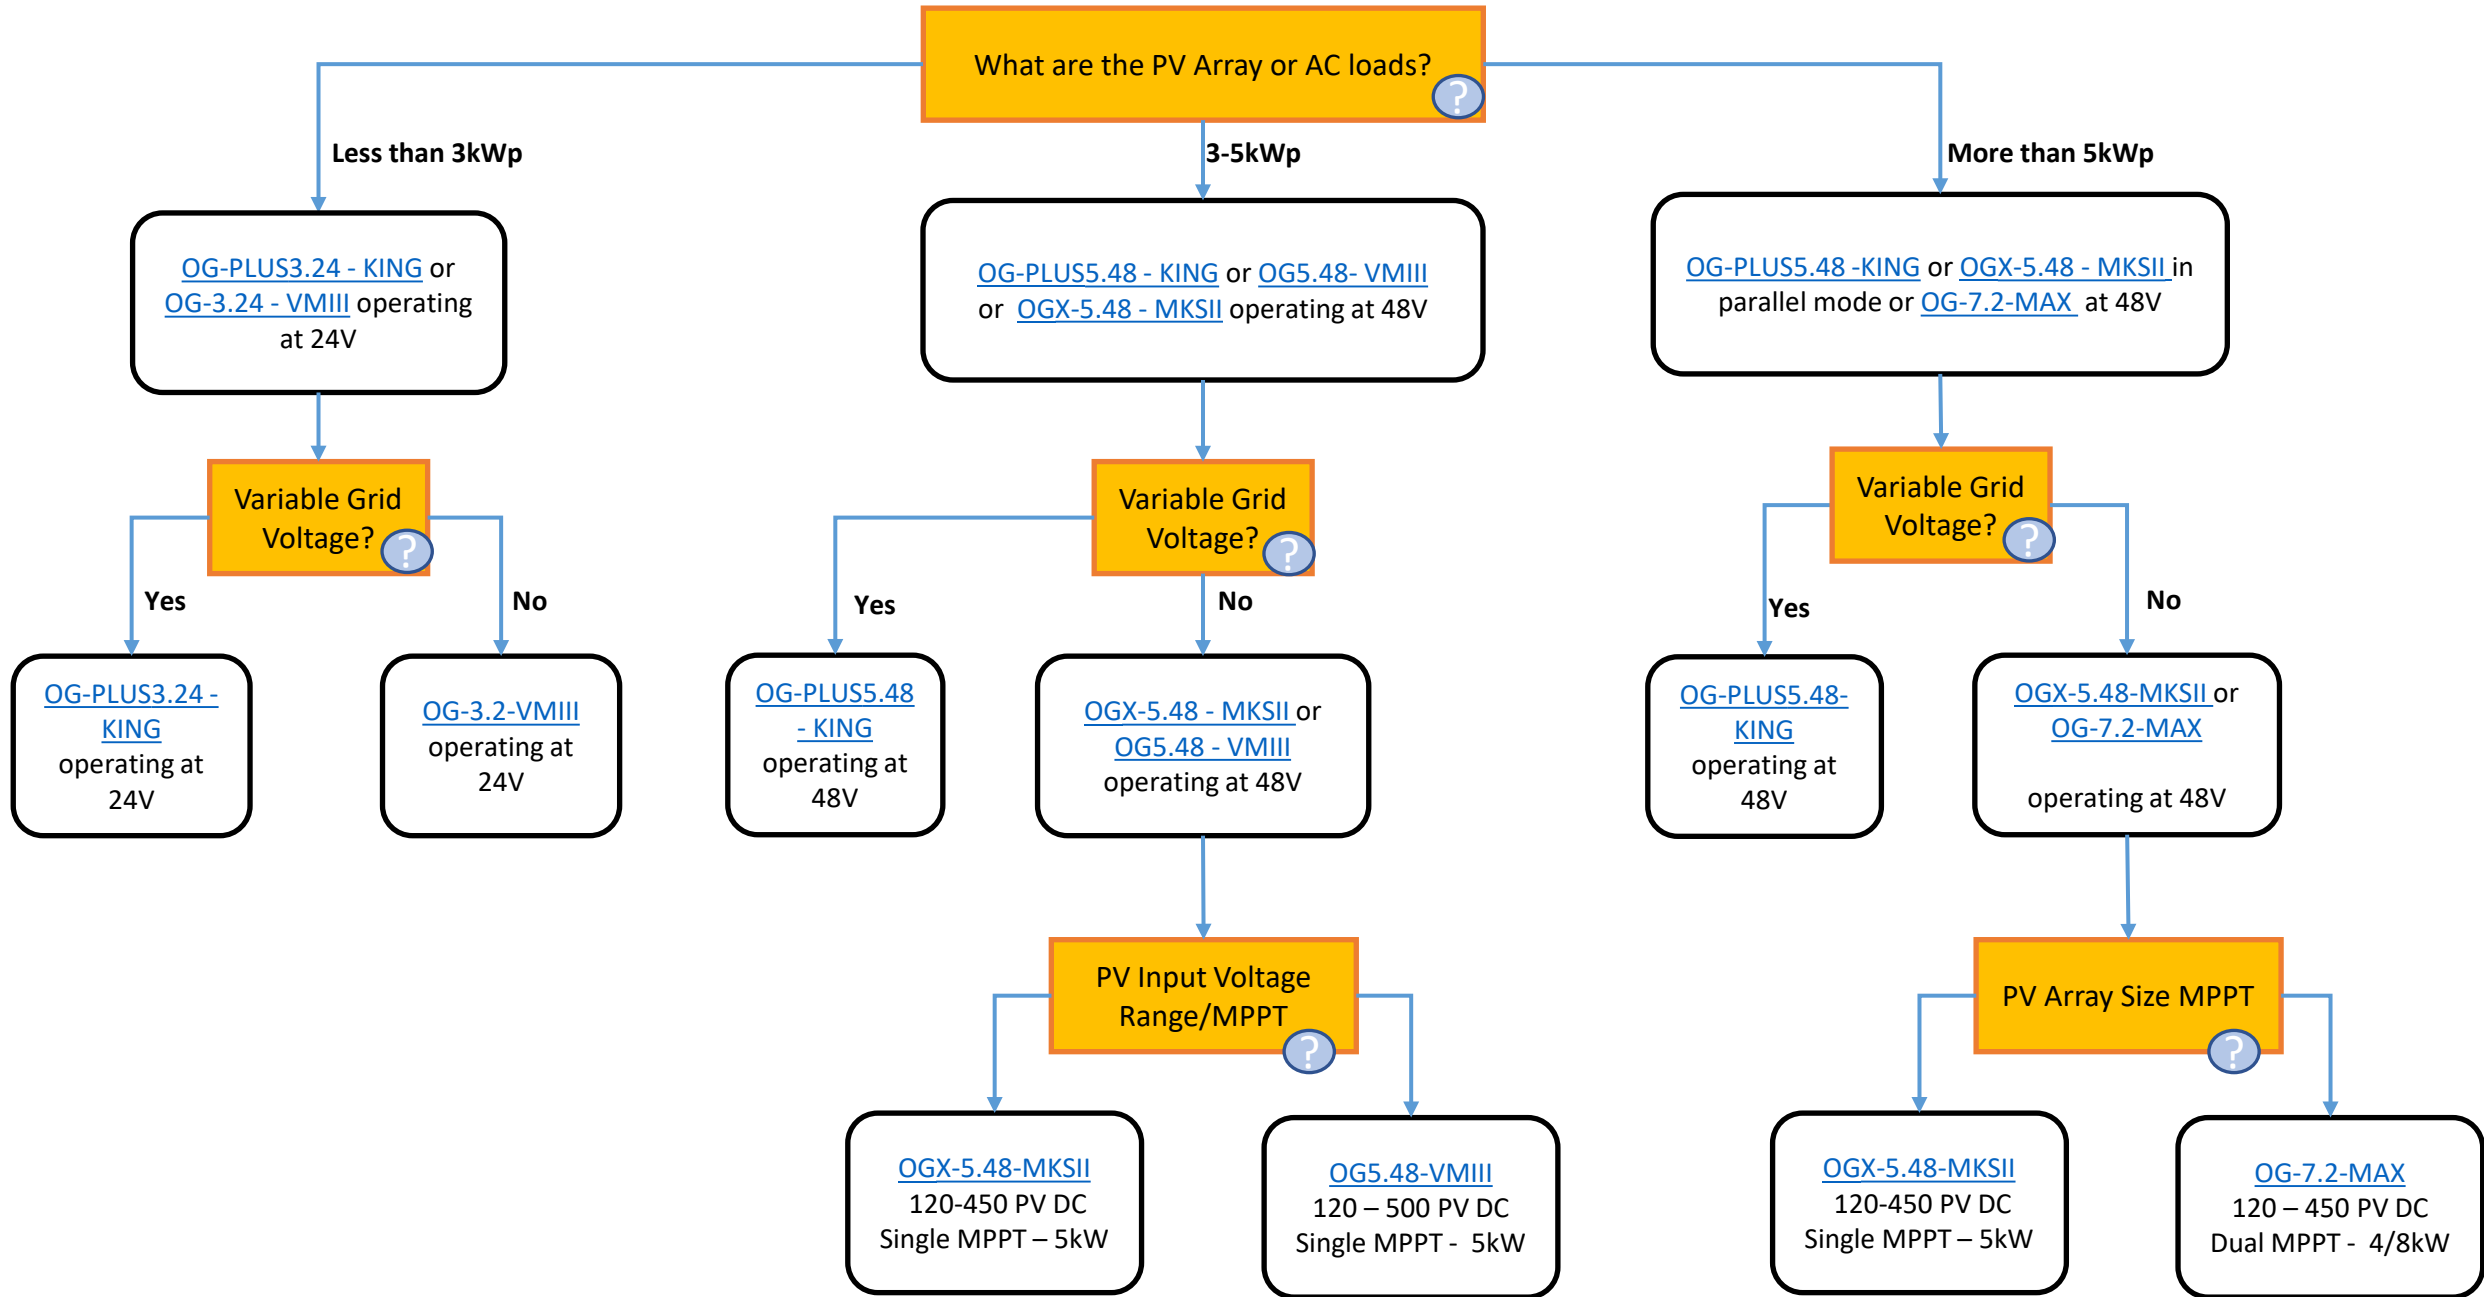 What are the PV Array or AC loads?
?
Less than 3kWp
3-5kWp
More than 5kWp
OG-PLUS3.24 - KING or
OG-3.24 - VMIII operating
at 24V
OG-PLUS5.48 - KING or OG5.48- VMIII
or OGX-5.48 - MKSII operating at 48V
OG-PLUS5.48 -KING or OGX-5.48 - MKSII in
parallel mode or OG-7.2-MAX at 48V
Variable Grid
Voltage?
?
Variable Grid
Voltage?
?
Variable Grid
Voltage?
?
Yes
No
Yes
No
Yes
No
OG-PLUS3.24 -
KING
operating at
24V
OG-3.2-VMIII
operating at
24V
OG-PLUS5.48
- KING
operating at
48V
OGX-5.48 - MKSII or
OG5.48 - VMIII
operating at 48V
OG-PLUS5.48-
KING
operating at
48V
OGX-5.48-MKSII or
OG-7.2-MAX
operating at 48V
PV Input Voltage
Range/MPPT
?
PV Array Size MPPT
?
OGX-5.48-MKSII
120-450 PV DC
Single MPPT – 5kW
OG5.48-VMIII
120 – 500 PV DC
Single MPPT - 5kW
OGX-5.48-MKSII
120-450 PV DC
Single MPPT – 5kW
OG-7.2-MAX
120 – 450 PV DC
Dual MPPT - 4/8kW